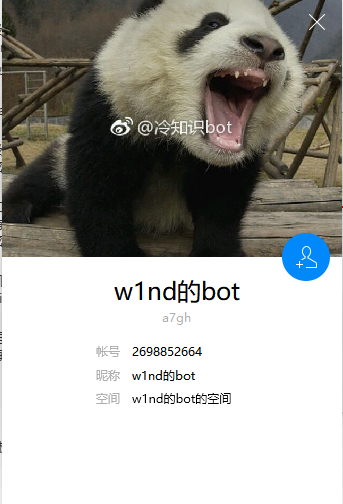 @冷知识bot
w1nd的bot
a7gh
帐号 2698852664
昵称 w1nd的bot
空间 w1nd的bot的空间